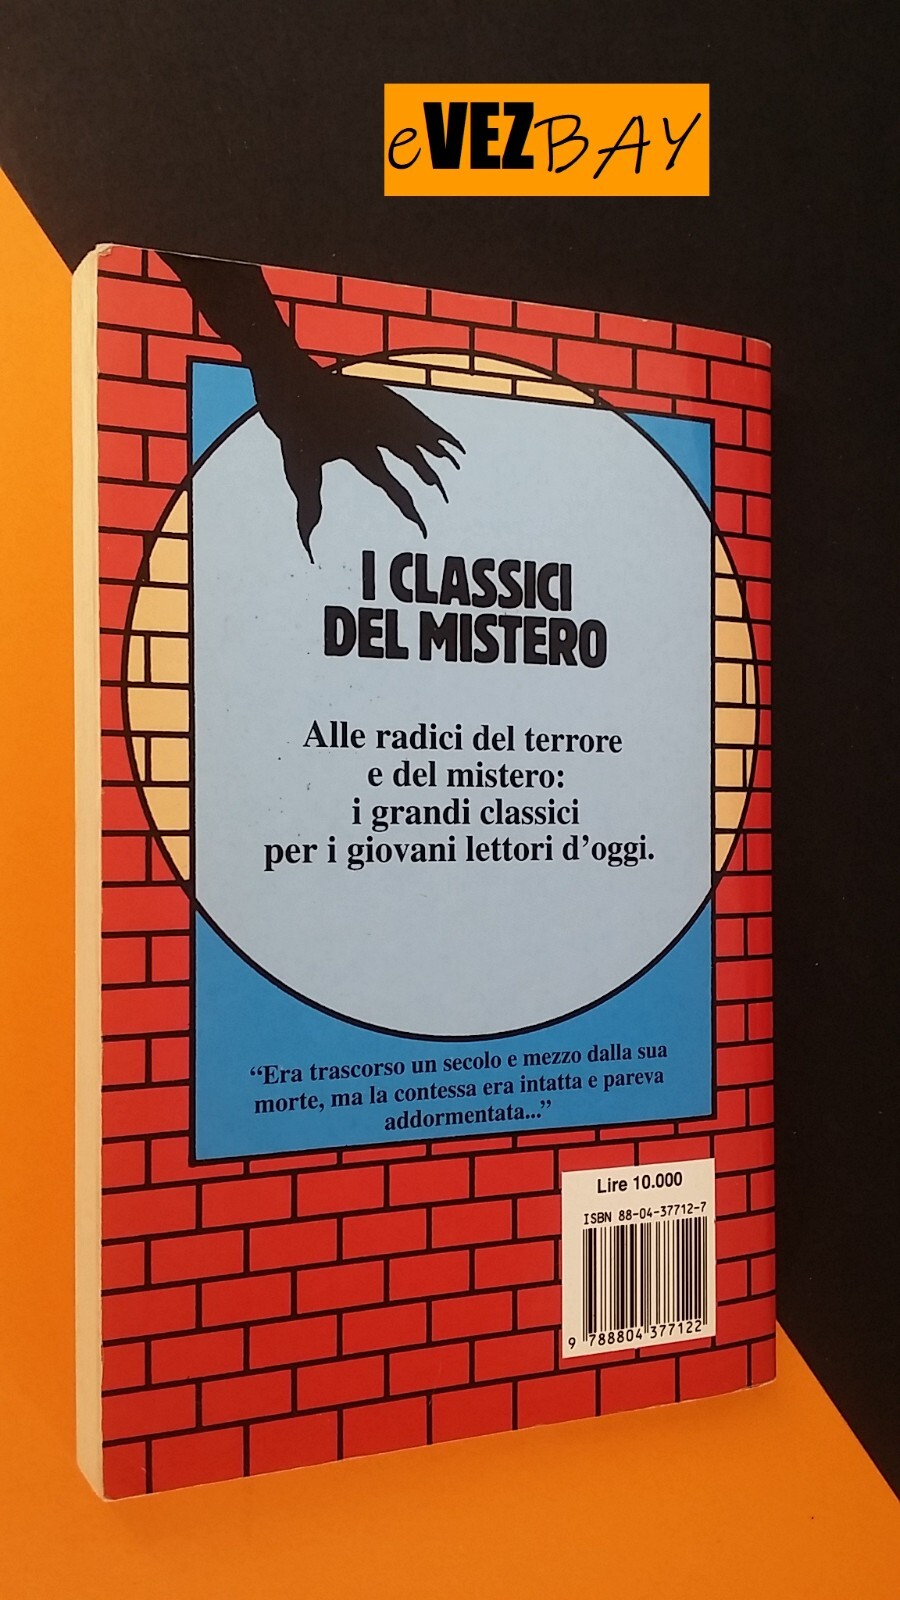 eVEZBAY
I CLASSICI
DEL MISTERO
Alle radici del terrore
e del mistero:
i grandi classici
per i giovani lettori d'oggi.
“Era trascorso un secolo e mezzo dalla sua
morte, ma la contessa era intatta e pareva
addormentata...”
Lire 10.000
ISBN 88-04-37712-7
9 788804 377122